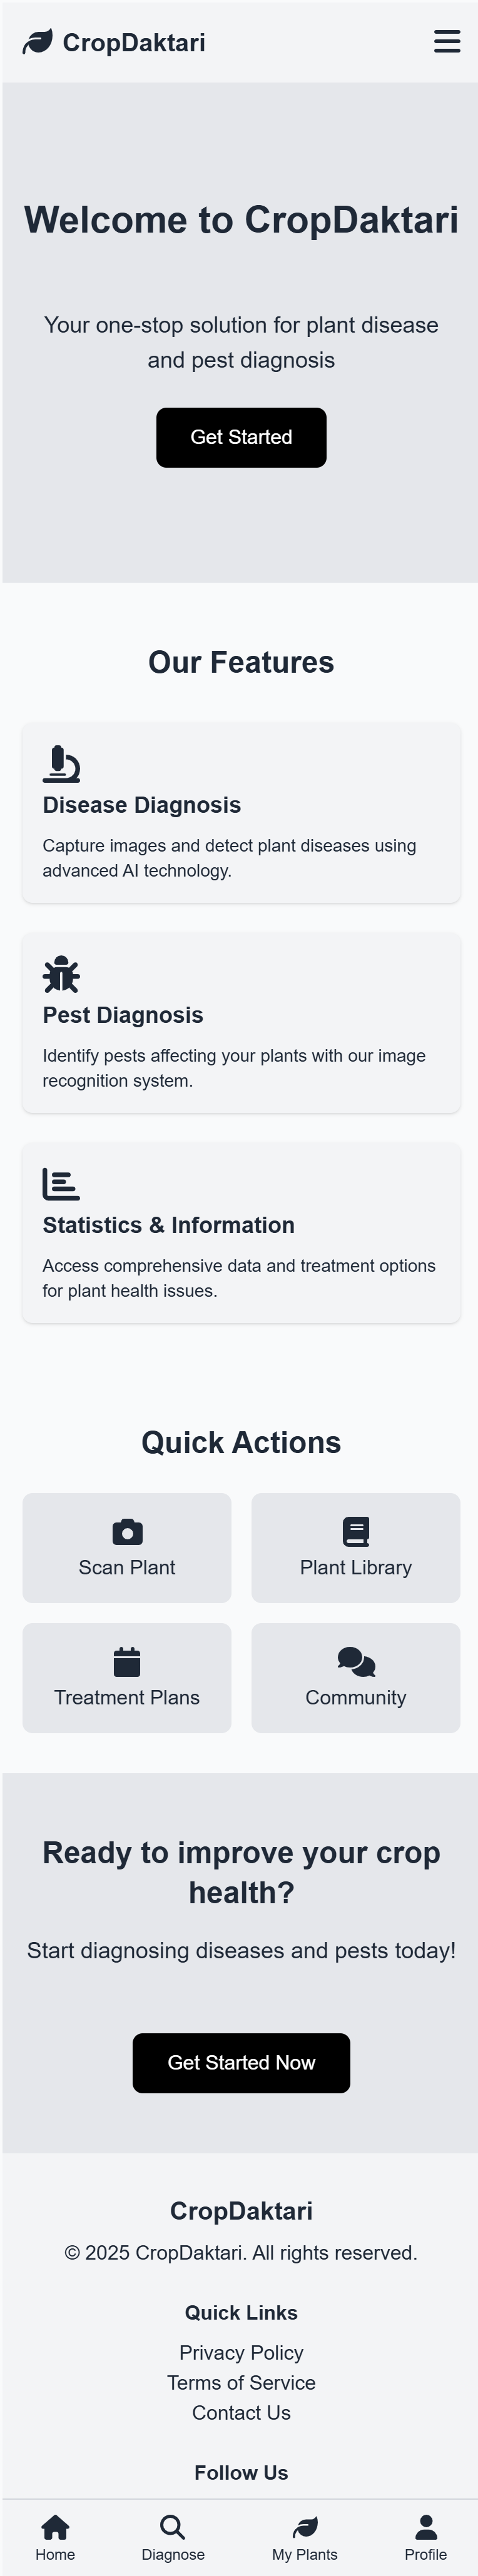 CropDaktari
Welcome to CropDaktari
Your one-stop solution for plant disease
and pest diagnosis
Get Started
Our Features
Disease Diagnosis
Capture images and detect plant diseases using
advanced AI technology.
Pest Diagnosis
Identify pests affecting your plants with our image
recognition system.
Statistics & Information
Access comprehensive data and treatment options
for plant health issues.
Quick Actions
Scan Plant
Plant Library
Treatment Plans
Community
Ready to improve your crop
health?
Start diagnosing diseases and pests today!
Get Started Now
CropDaktari
© 2025 CropDaktari. All rights reserved.
Quick Links
Privacy Policy
Terms of Service
Contact Us
Follow Us
Home
Diagnose
My Plants
Profile